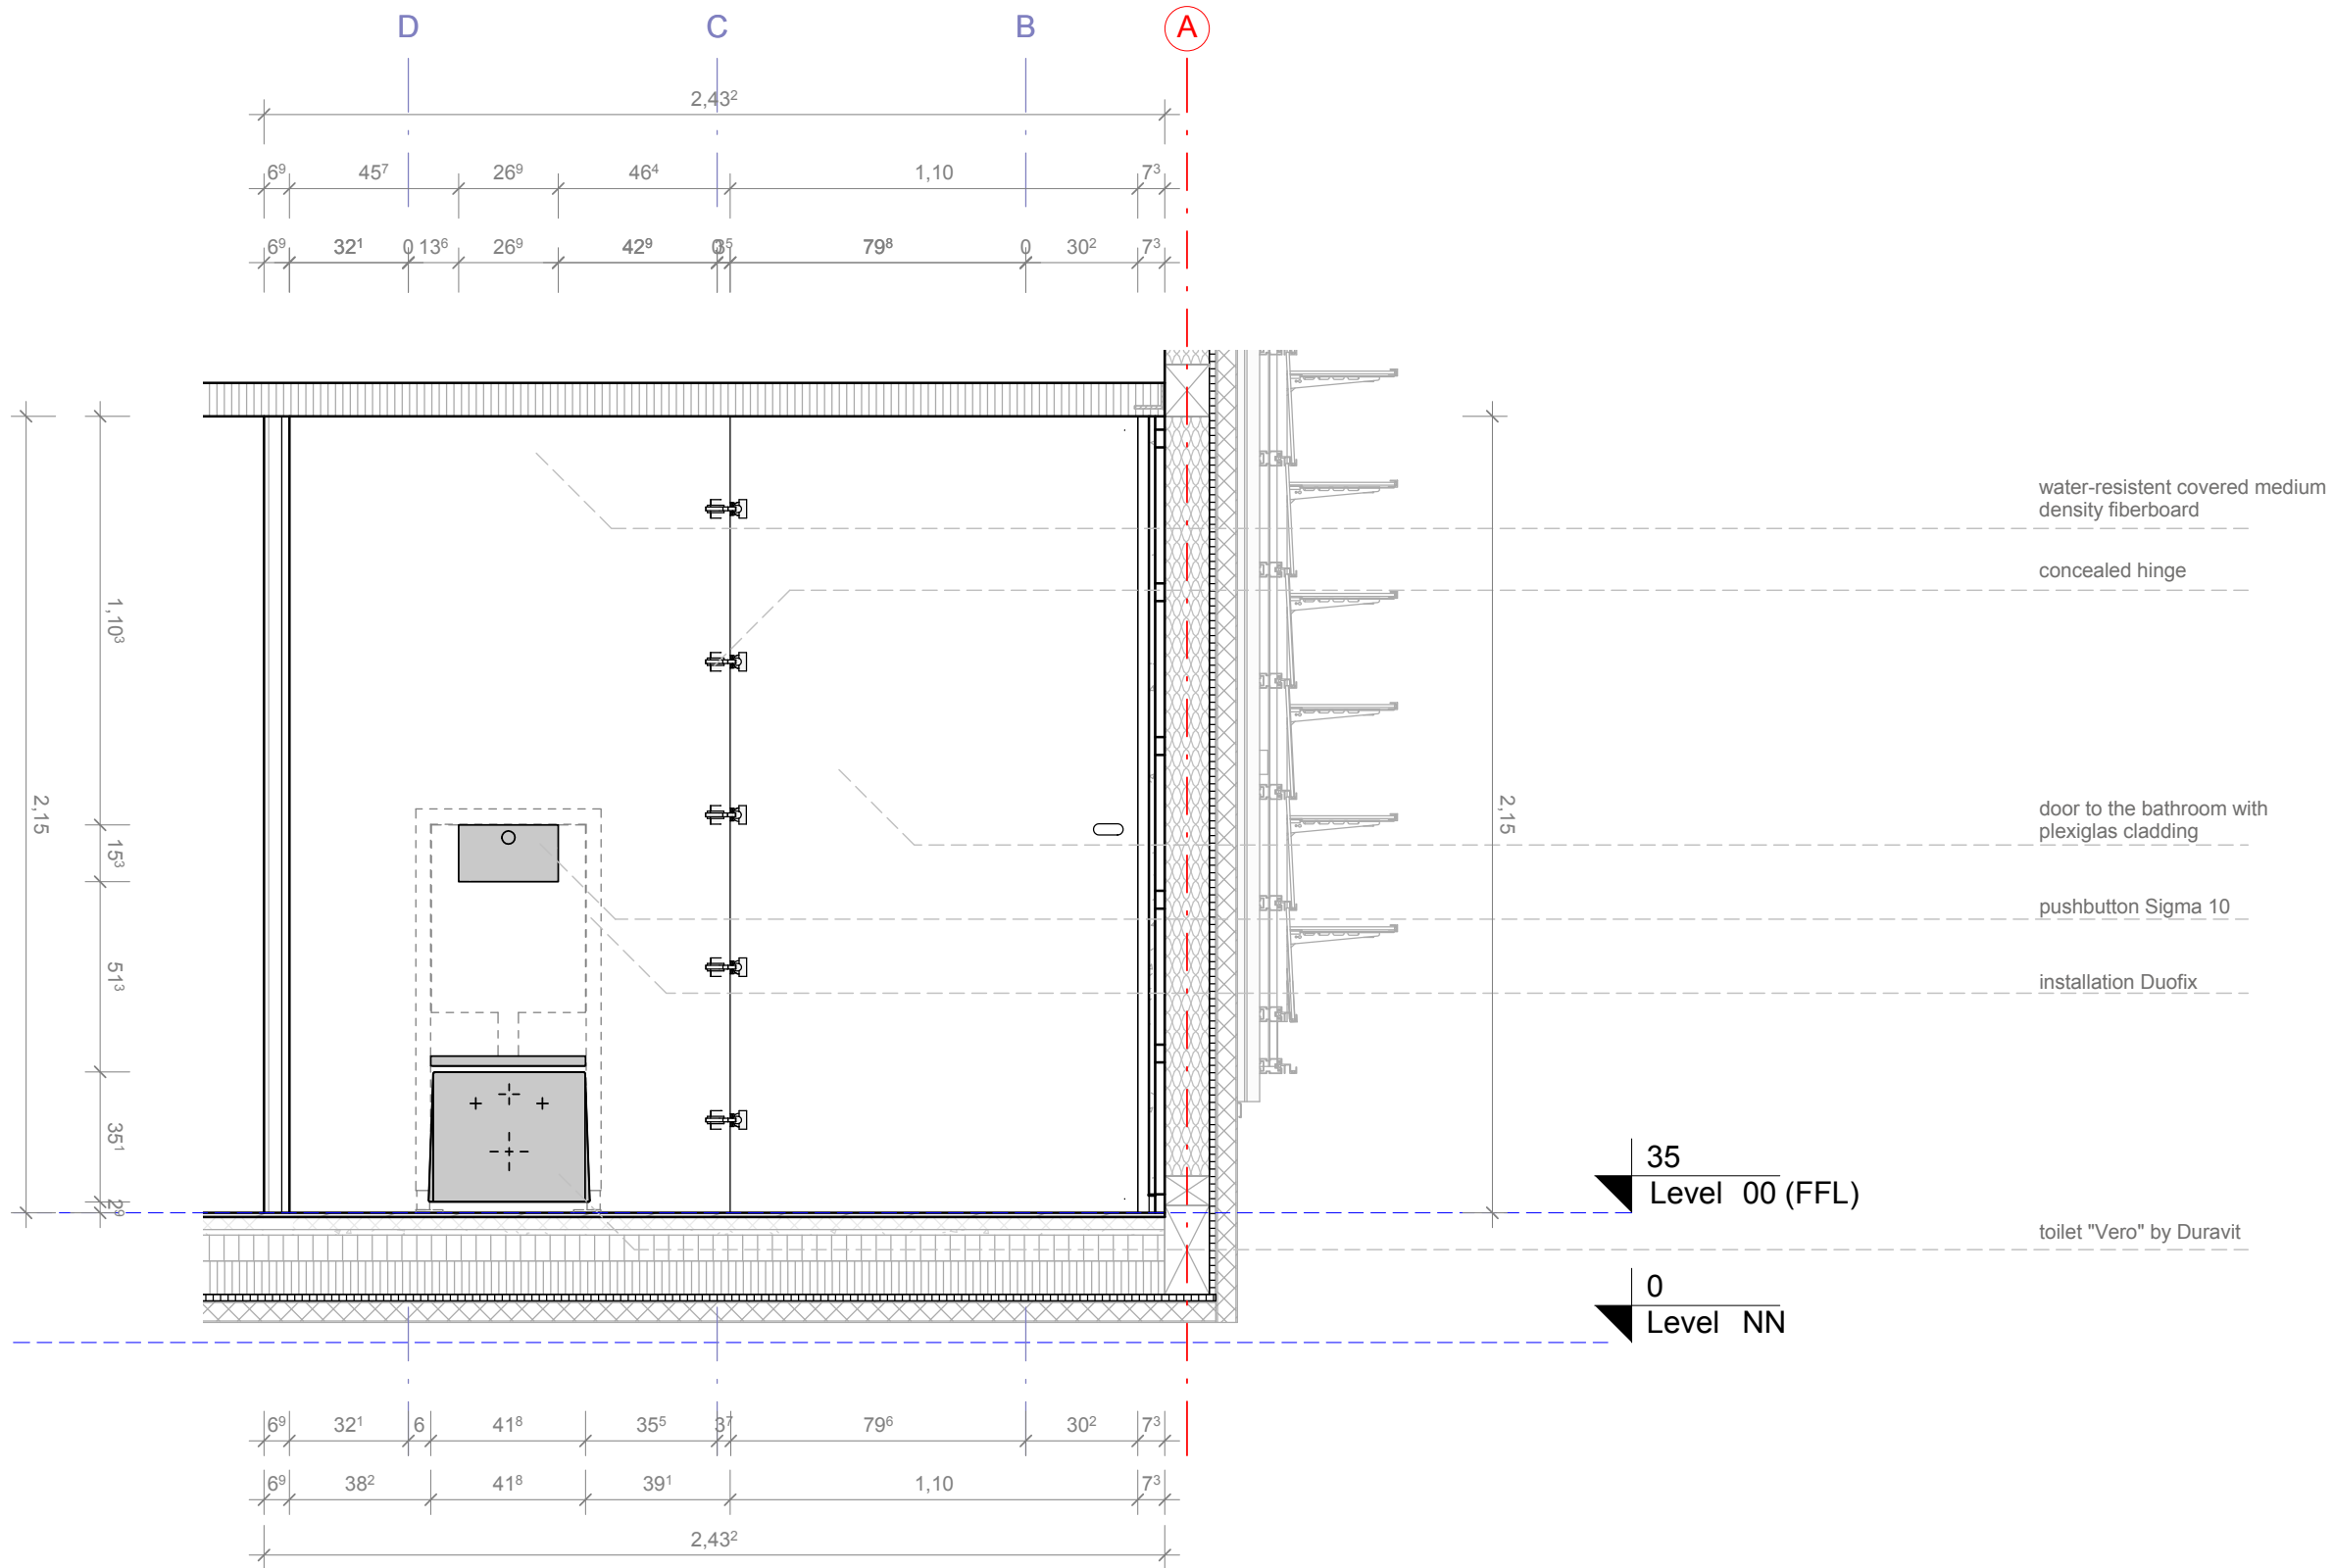 D C B A
2,43²
6⁹ 45⁷ 26⁹ 46⁴ 1,10 7³
6⁹ 32¹ 0 13⁶ 26⁹ 42⁹ 0 3⁵ 79⁸ 0 30² 7³
water-resistent covered medium
density fiberboard
concealed hinge
1,10³
2,15
15³
2,15
door to the bathroom with
plexiglas cladding
pushbutton Sigma 10
51³
installation Duofix
35¹
35
Level 00 (FFL)
2⁹
toilet "Vero" by Duravit
0
Level NN
6⁹ 32¹ 6 41⁸ 35⁵ 3⁷ 79⁶ 30² 7³
6⁹ 38² 41⁸ 39¹ 1,10 7³
2,43²